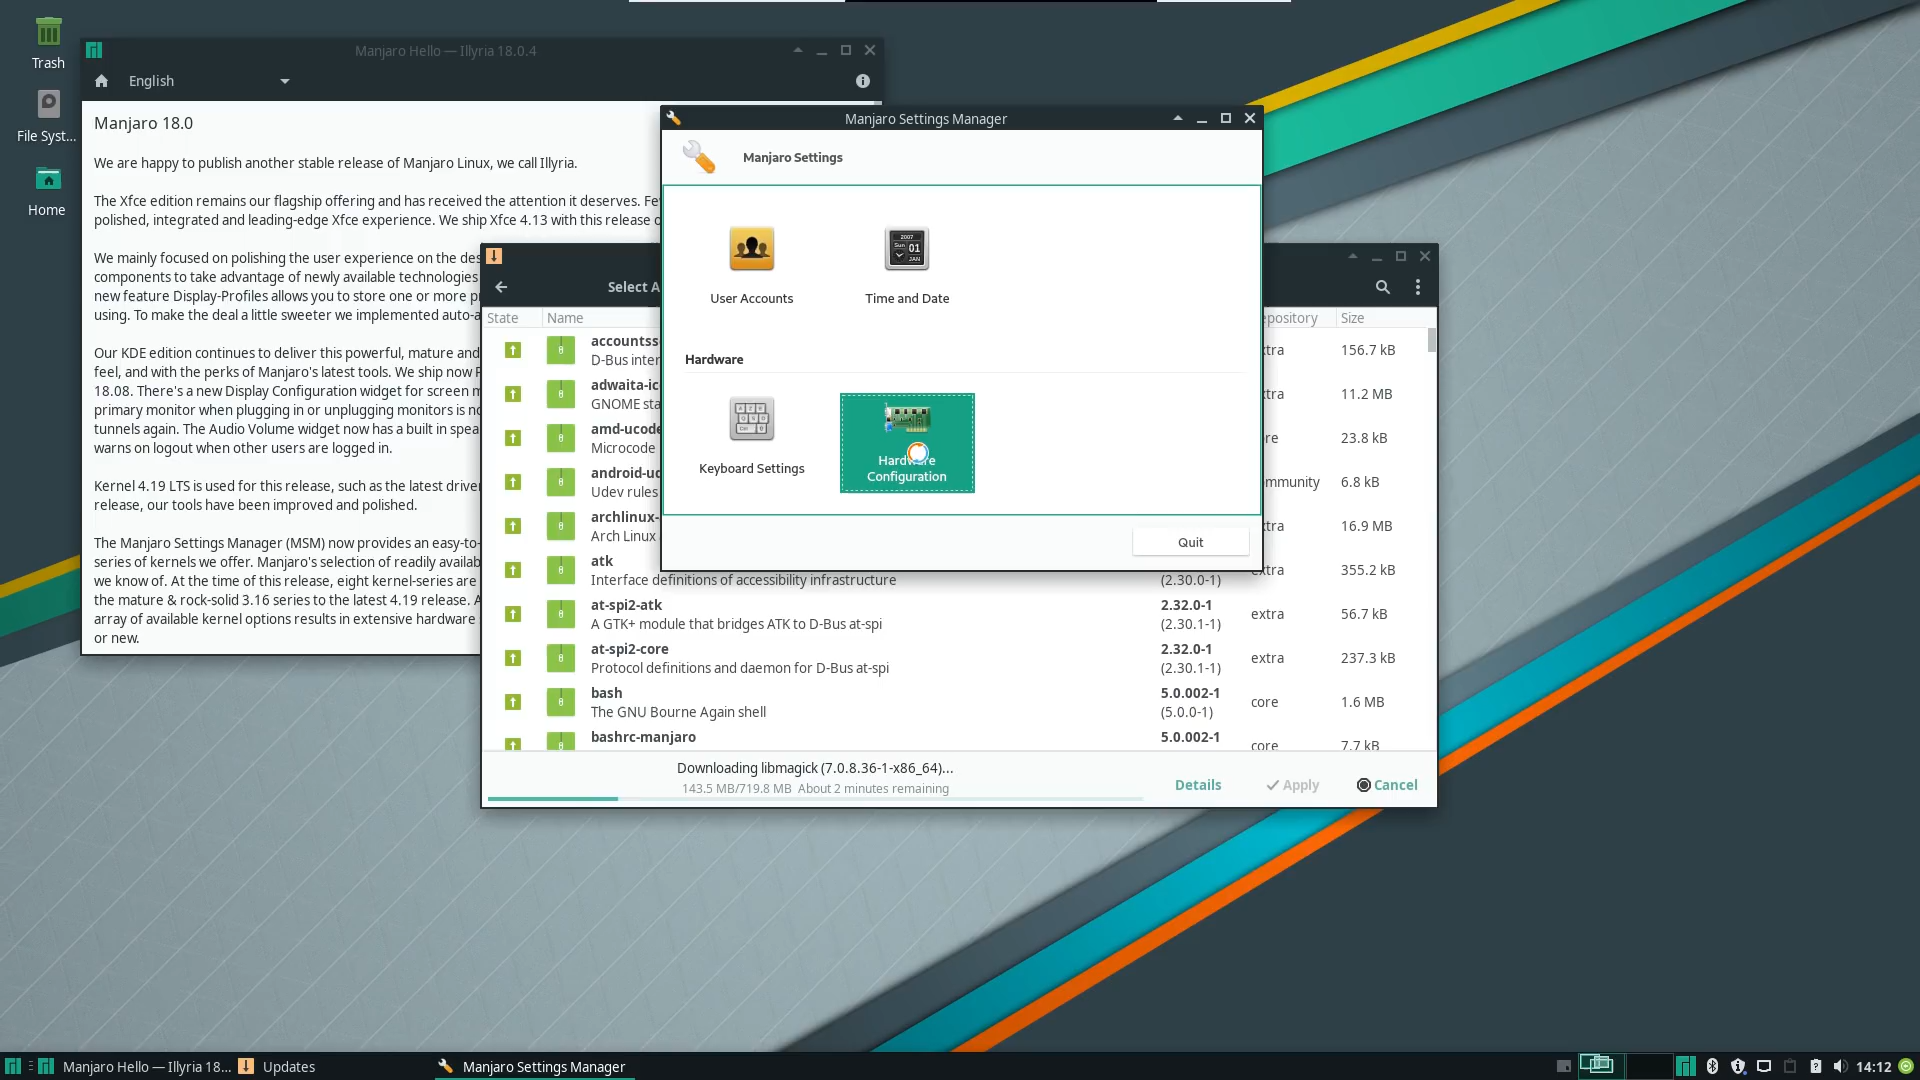 Trash
File Syst...
Home
Manjaro Hello — Illyria 18.0.4
English
Manjaro 18.0
We are happy to publish another stable release of Manjaro Linux, we call Illyria.
The Xfce edition remains our flagship offering and has received the attention it deserves. Fe
polished, integrated and leading-edge Xfce experience. We ship Xfce 4.13 with this release
We mainly focused on polishing the user experience on the des
components to take advantage of newly available technologies
new feature Display-Profiles allows you to store one or more p
using. To make the deal a little sweeter we implemented auto-a
Our KDE edition continues to deliver this powerful, mature and
feel, and with the perks of Manjaro's latest tools. We ship now
18.08. There's a new Display Configuration widget for screen m
primary monitor when plugging in or unplugging monitors is no
tunnels again. The Audio Volume widget now has a built in spea
warns on logout when other users are logged in.
Kernel 4.19 LTS is used for this release, such as the latest drive
release, our tools have been improved and polished.
The Manjaro Settings Manager (MSM) now provides an easy-to-
series of kernels we offer. Manjaro's selection of readily availab
we know of. At the time of this release, eight kernel-series are
the mature & rock-solid 3.16 series to the latest 4.19 release. A
array of available kernel options results in extensive hardware
or new.
Manjaro Settings Manager
Manjaro Settings
User Accounts
Time and Date
2007
Sun 01
JAN
Hardware
Keyboard Settings
Hardware
Configuration
Quit
Select A
State Name pository Size
accountss
D-Bus inter
xtra 156.7 kB
adwaita-ic
GNOME sta
xtra 11.2 MB
amd-ucode
Microcode
re 23.8 kB
android-ud
Udev rules
mmunity 6.8 kB
archlinux-
Arch Linux
xtra 16.9 MB
atk
Interface definitions of accessibility infrastructure
(2.30.0-1)
xtra 355.2 kB
at-spi2-atk 2.32.0-1
A GTK+ module that bridges ATK to D-Bus at-spi (2.30.1-1)
extra 56.7 kB
at-spi2-core 2.32.0-1
Protocol definitions and daemon for D-Bus at-spi (2.30.1-1)
extra 237.3 kB
bash 5.0.002-1
The GNU Bourne Again shell (5.0.0-1)
core 1.6 MB
bashrc-manjaro 5.0.002-1
core 7.7 kB
Downloading libmagick (7.0.8.36-1-x86_64)...
143.5 MB/719.8 MB About 2 minutes remaining
Details Apply Cancel
Manjaro Hello — Illyria 18... Updates Manjaro Settings Manager 14:12